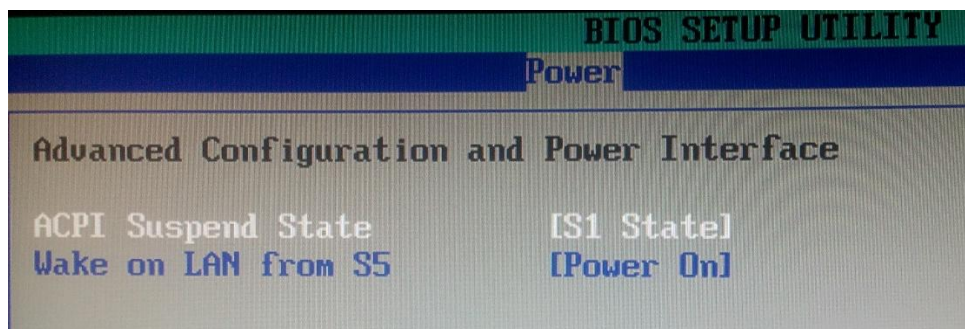 BIOS SETUP UTILITY
Power
Advanced Configuration and Power Interface
ACPI Suspend State [S1 State]
Wake on LAN from S5 [Power On]